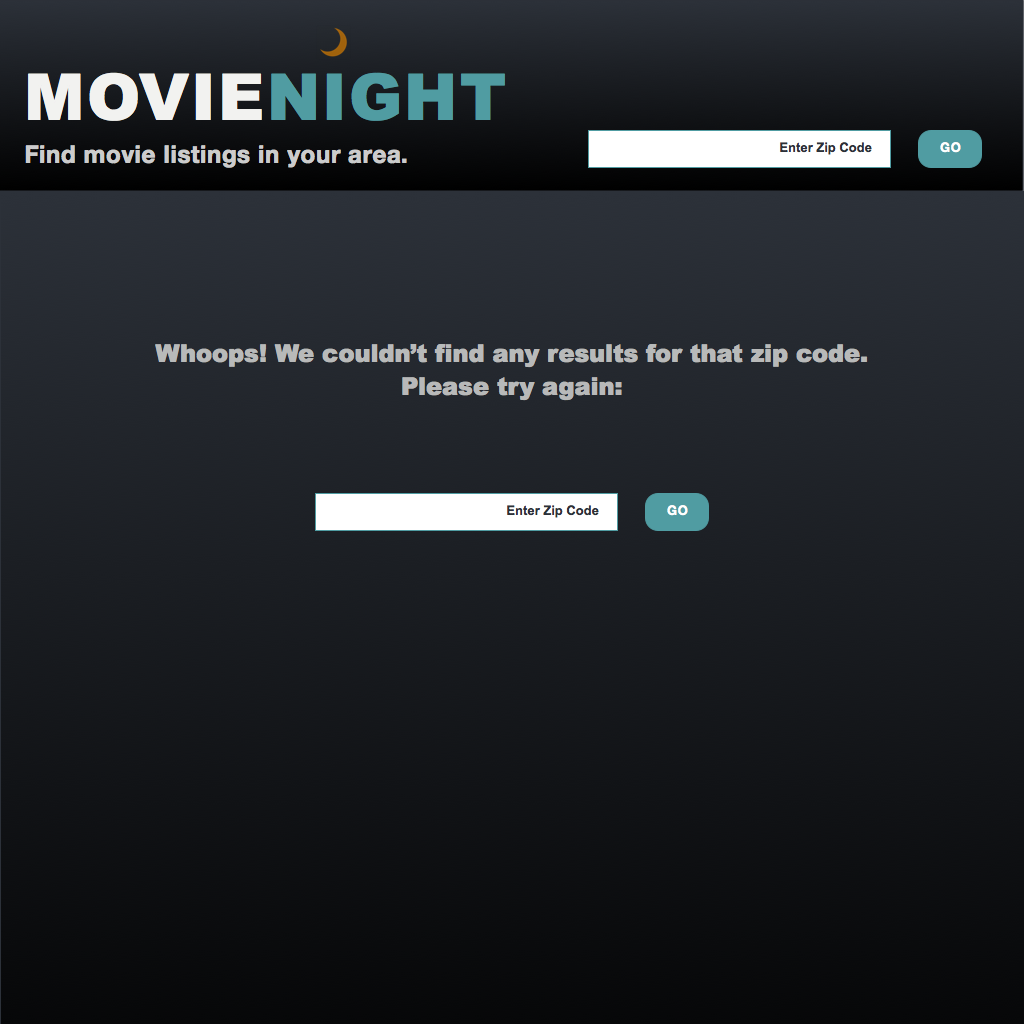 MOVIENIGHT
Find movie listings in your area.
Enter Zip Code
GO
Whoops! We couldn’t find any results for that zip code.
Please try again:
Enter Zip Code
GO